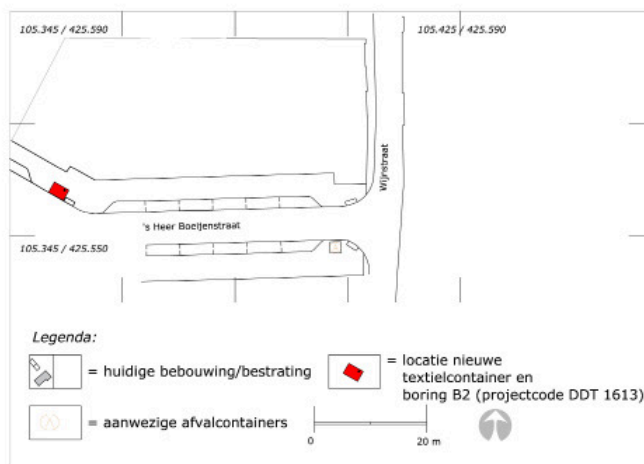 105.345 / 425.590
105.425 / 425.590
Wijnstraat
's Heer Boeijenstraat
105.345 / 425.550
Legenda:
= huidige bebouwing/bestrating
= locatie nieuwe
textielcontainer en
boring B2 (projectcode DDT 1613)
= aanwezige afvalcontainers
0
20 m